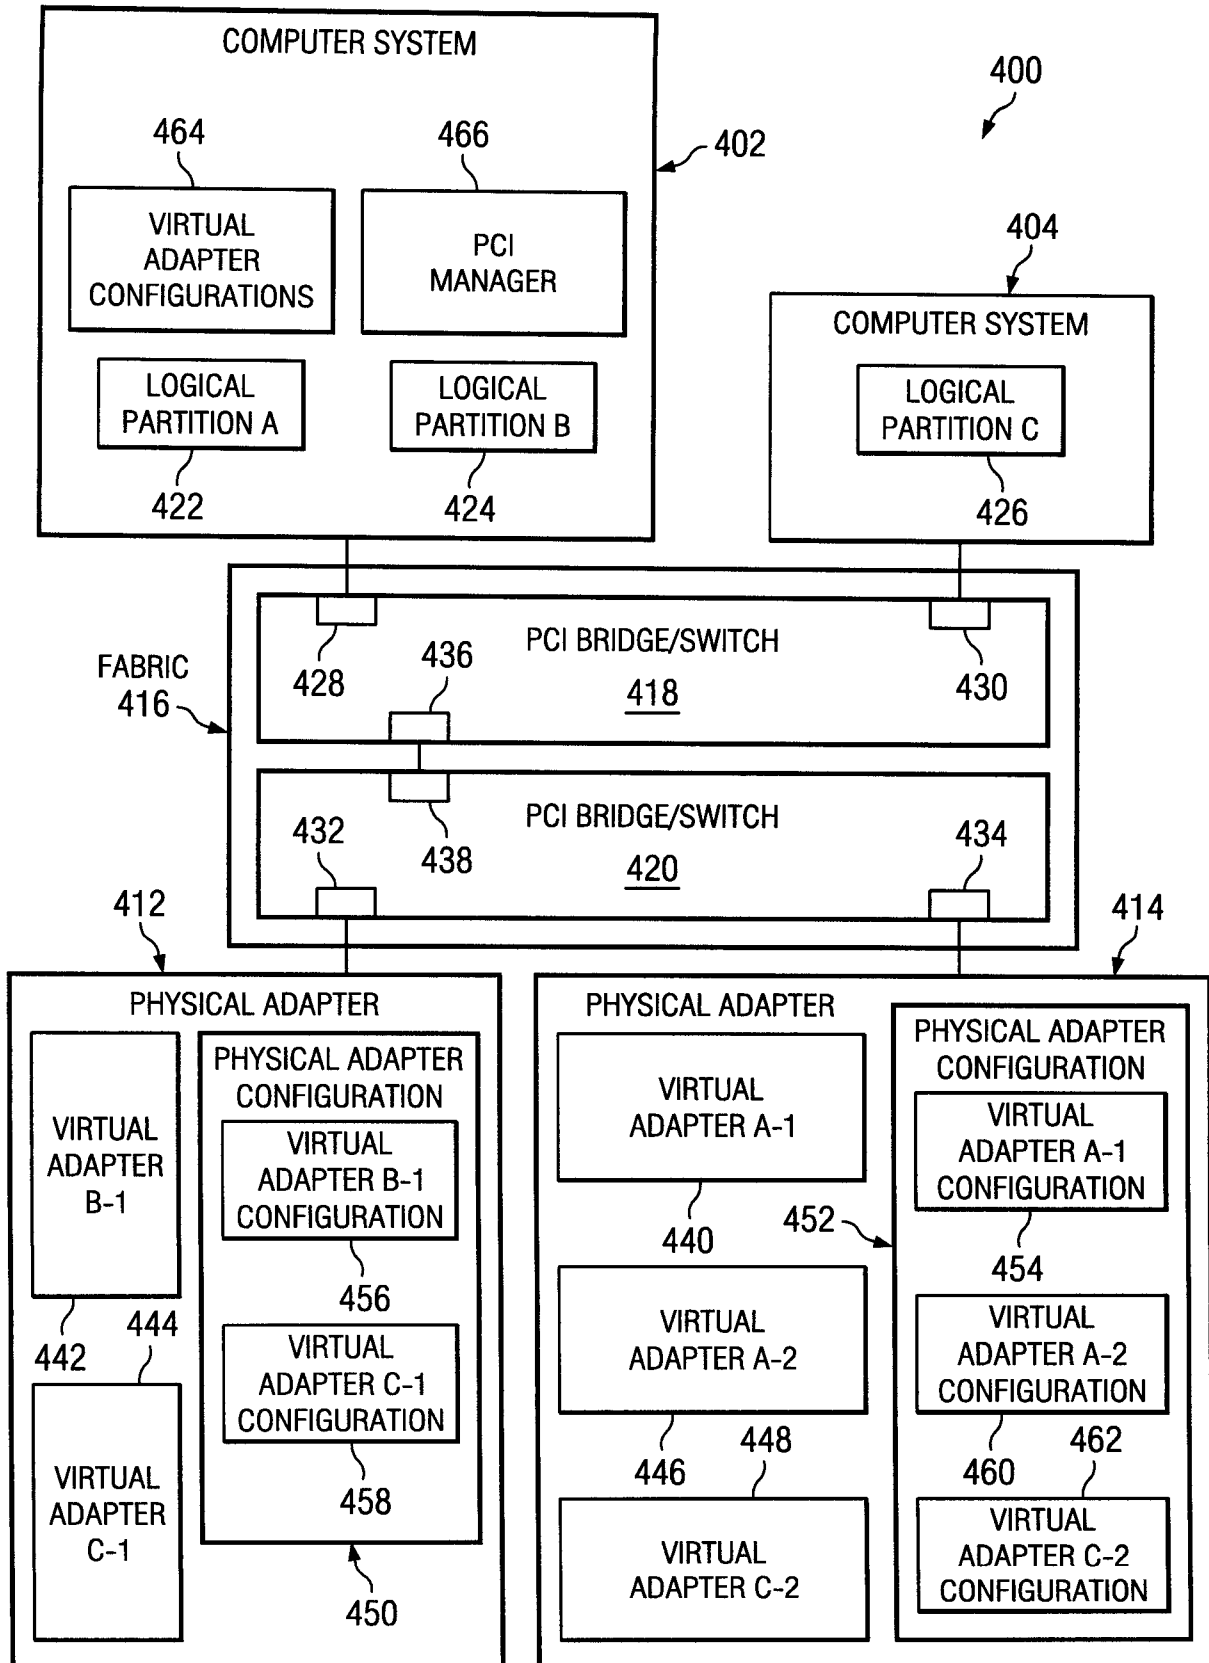 COMPUTER SYSTEM
400
464
466
402
VIRTUAL
ADAPTER
CONFIGURATIONS
PCI
MANAGER
404
COMPUTER SYSTEM
LOGICAL
PARTITION A
LOGICAL
PARTITION B
LOGICAL
PARTITION C
422
424
426
FABRIC
416
428
436
PCI BRIDGE/SWITCH
418
430
432
438
PCI BRIDGE/SWITCH
420
434
412
414
PHYSICAL ADAPTER
VIRTUAL
ADAPTER
B-1
442
444
VIRTUAL
ADAPTER
C-1
PHYSICAL ADAPTER
CONFIGURATION
VIRTUAL
ADAPTER B-1
CONFIGURATION
456
VIRTUAL
ADAPTER C-1
CONFIGURATION
458
450
PHYSICAL ADAPTER
VIRTUAL
ADAPTER A-1
440
452
VIRTUAL
ADAPTER A-2
446
448
VIRTUAL
ADAPTER C-2
PHYSICAL ADAPTER
CONFIGURATION
VIRTUAL
ADAPTER A-1
CONFIGURATION
454
VIRTUAL
ADAPTER A-2
CONFIGURATION
460
462
VIRTUAL
ADAPTER C-2
CONFIGURATION